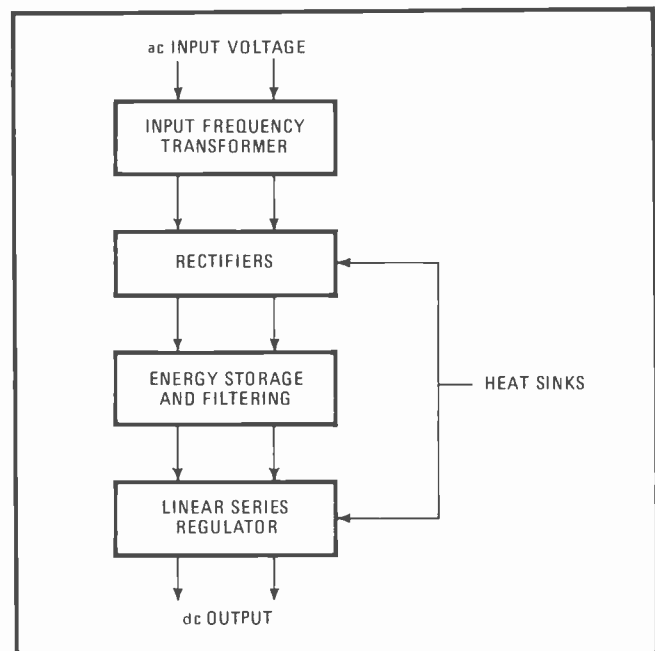 ac INPUT VOLTAGE
INPUT FREQUENCY
TRANSFORMER
RECTIFIERS
ENERGY STORAGE
AND FILTERING
HEAT SINKS
LINEAR SERIES
REGULATOR
dc OUTPUT